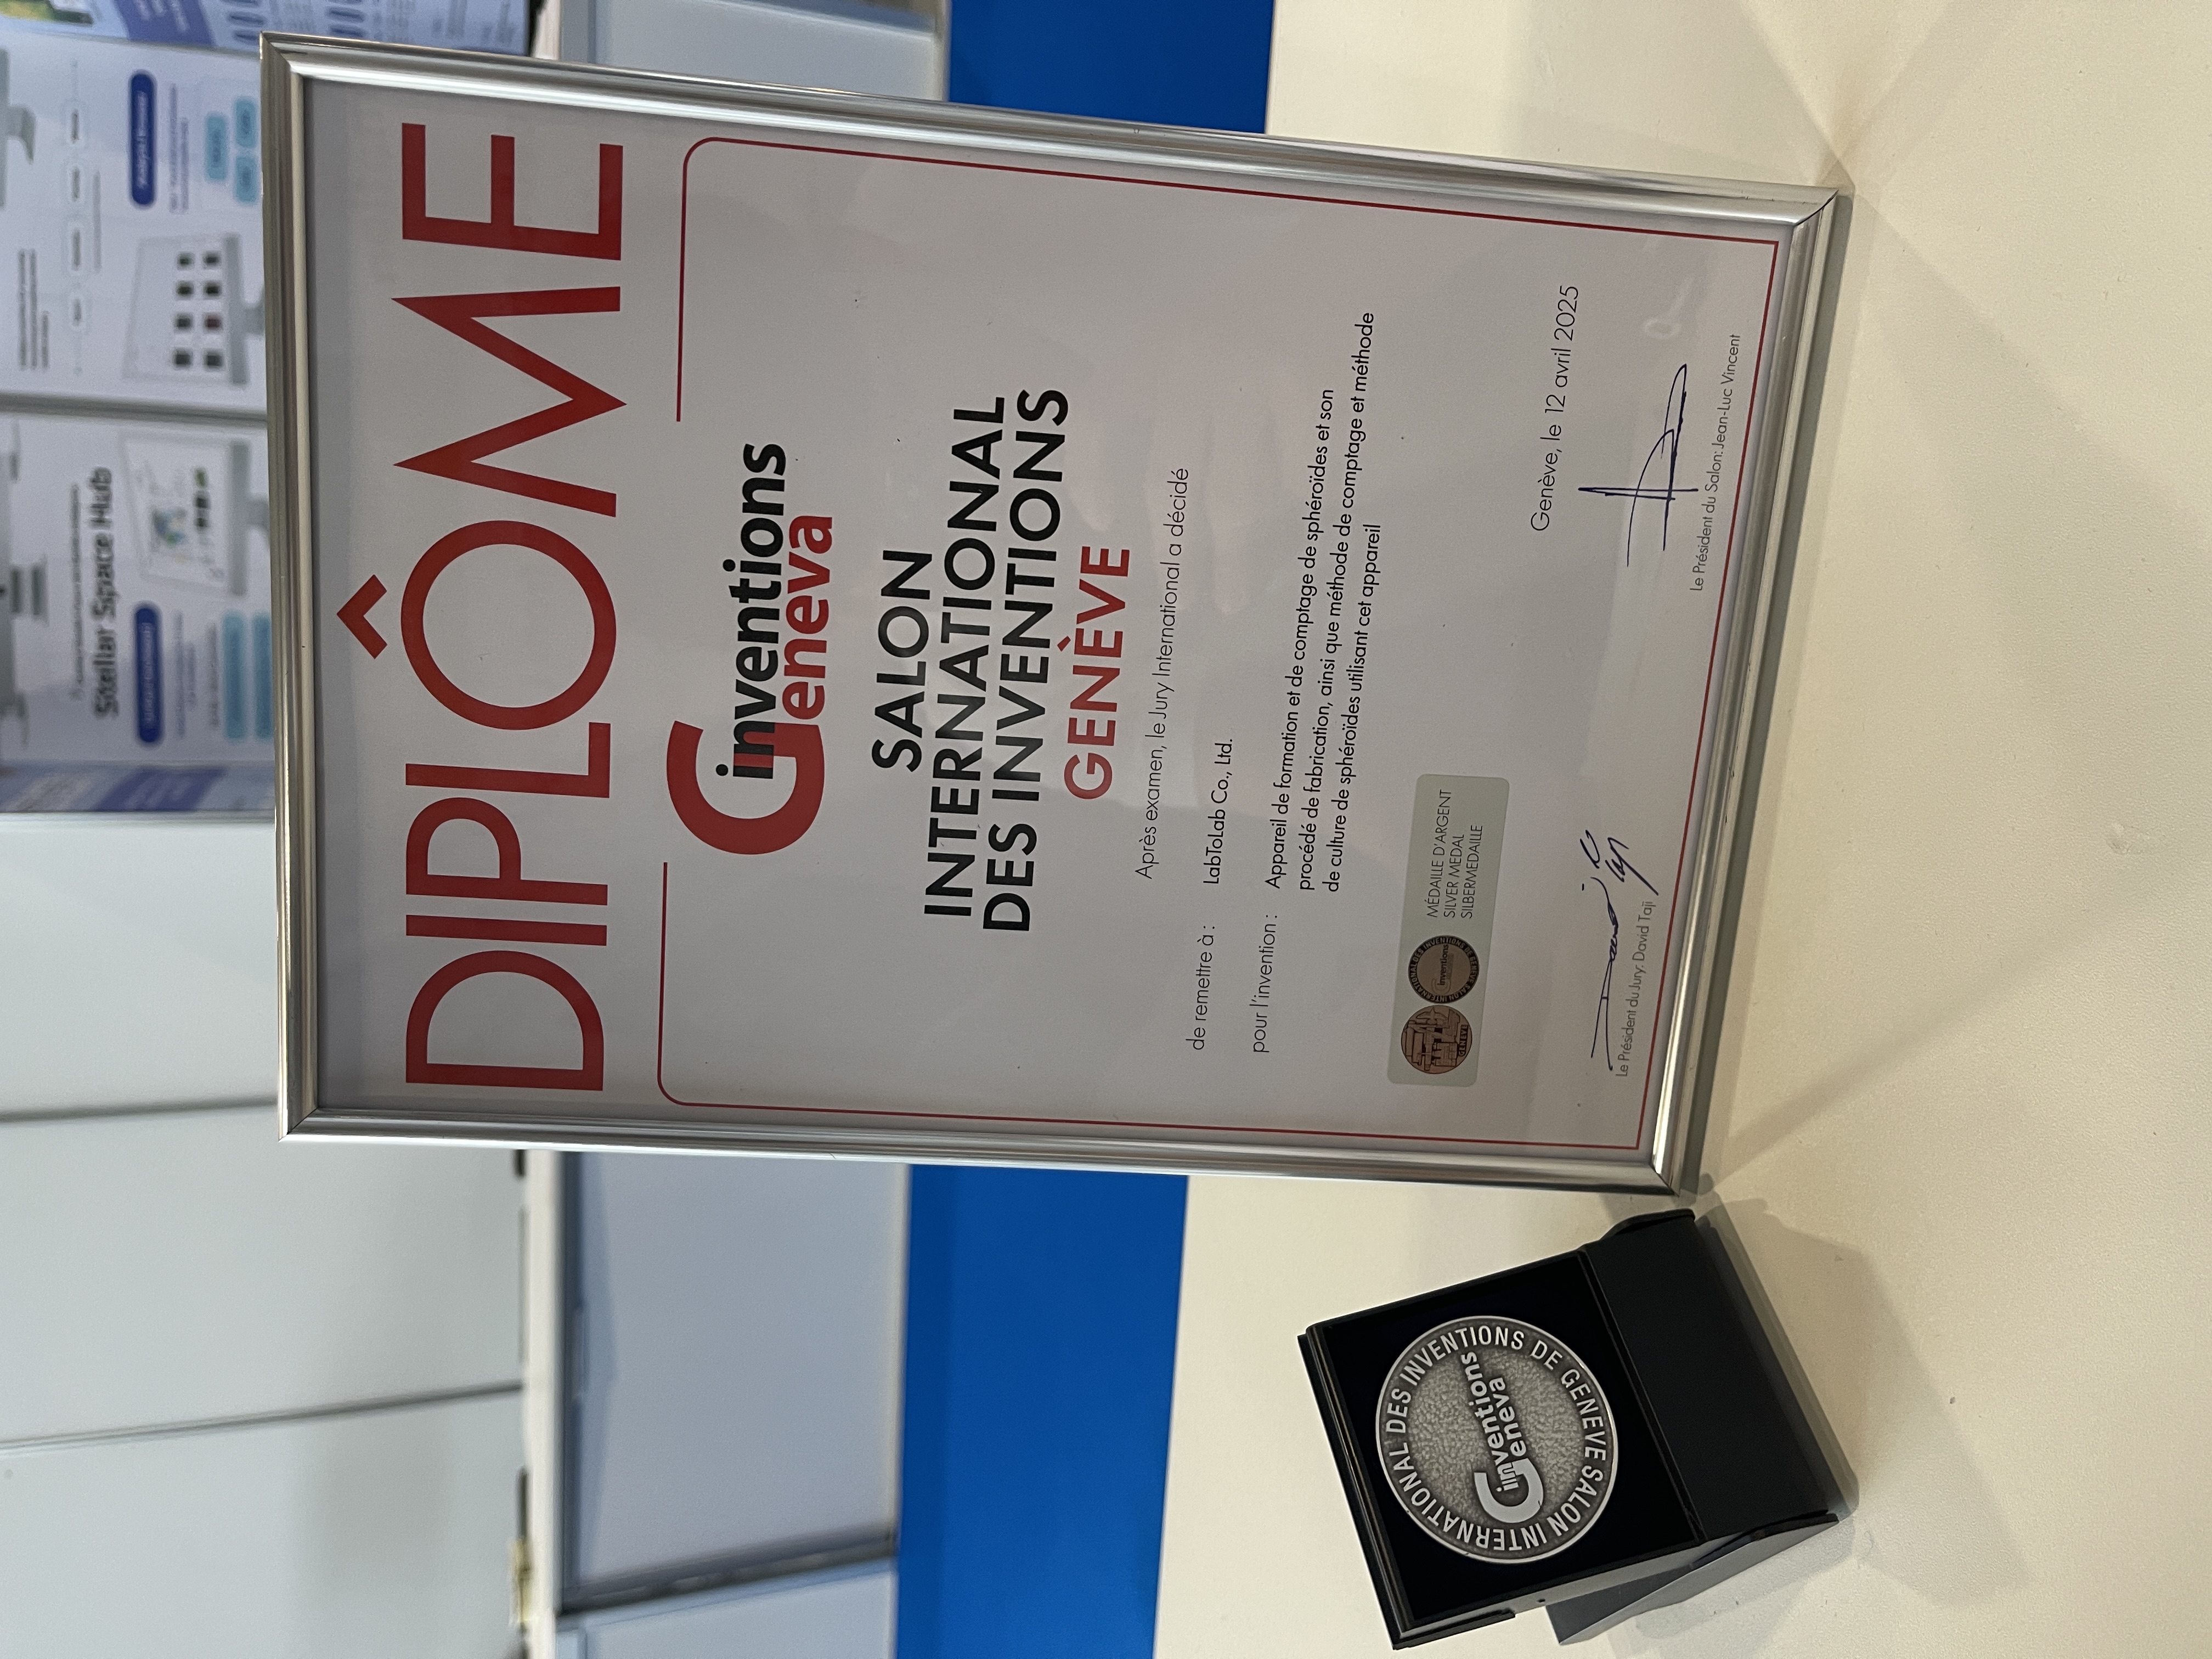 DIPLÔME
inventions
Geneva
SALON
INTERNATIONAL
DES INVENTIONS
GENÈVE
Après examen, le Jury International a décidé
de remettre à : LabToLab Co., Ltd.
pour l'invention : Appareil de formation et de comptage de sphéroïdes et son
procédé de fabrication, ainsi que méthode de comptage et méthode
de culture de sphéroïdes utilisant cet appareil
MÉDAILLE D'ARGENT
SILVER MEDAL
SILBERMEDAILLE
Genève, le 12 avril 2025
Le Président du Jury: David Taji
Le Président du Salon: Jean-Luc Vincent
SALON INTERNATIONAL DES INVENTIONS DE GENEVE
inventions
Geneva
Stellar Space Hub